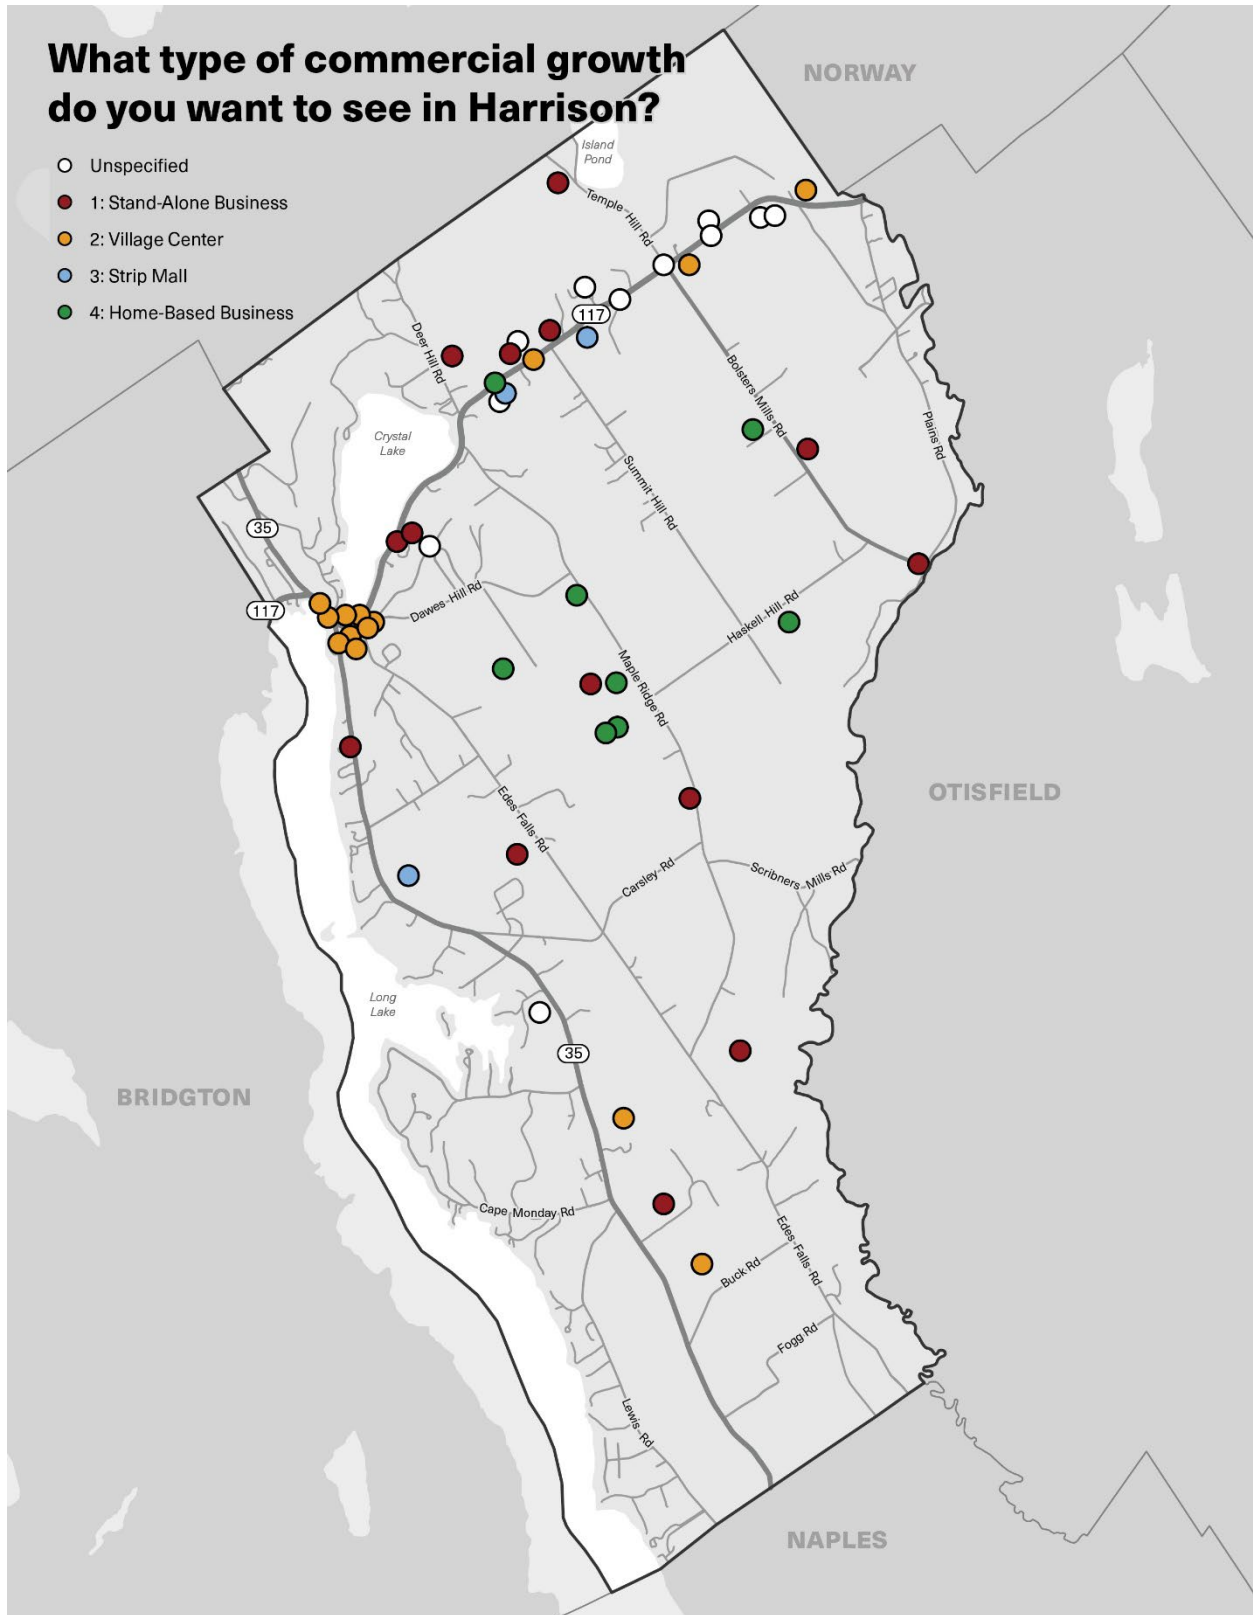 What type of commercial growth
do you want to see in Harrison?
Unspecified
1: Stand-Alone Business
2: Village Center
3: Strip Mall
4: Home-Based Business
NORWAY
Island
Pond
Temple Hill Rd
117
Deer Hill Rd
Bolsters Mills Rd
Plains Rd
Crystal
Lake
Summit Hill Rd
35
117
Dawes Hill Rd
Haskell Hill Rd
Maple Ridge Rd
OTISFIELD
Edes Falls Rd
Carsley Rd
Scribners Mills Rd
Long
Lake
35
BRIDGTON
Cape Monday Rd
Edes Falls Rd
Buck Rd
Fogg Rd
Lewis Rd
NAPLES